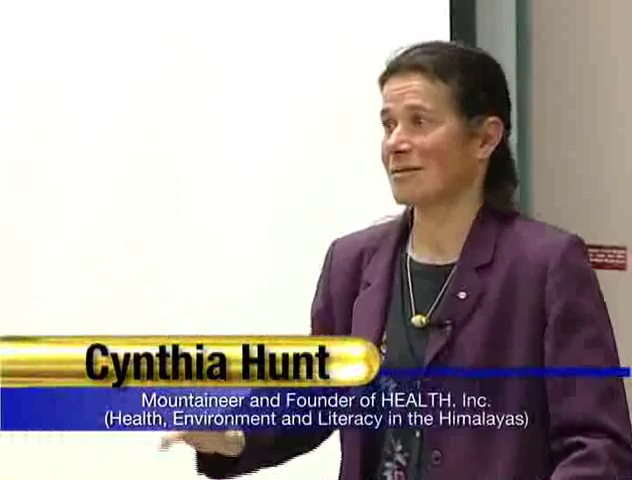 Cynthia Hunt
Mountaineer and Founder of HEALTH, Inc.
(Health, Environment and Literacy in the Himalayas)